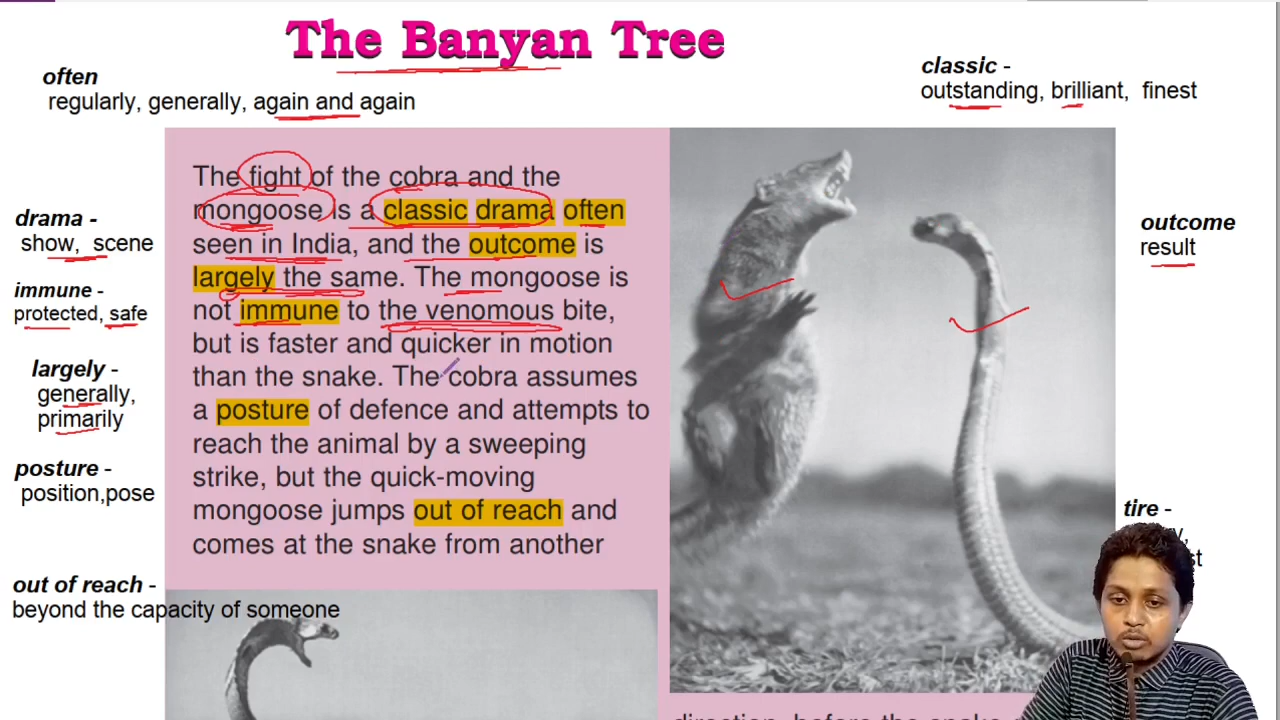 The Banyan Tree
often
regularly, generally, again and again
classic -
outstanding, brilliant, finest
The fight of the cobra and the
mongoose is a classic drama often
seen in India, and the outcome is
largely the same. The mongoose is
not immune to the venomous bite,
but is faster and quicker in motion
than the snake. The cobra assumes
a posture of defence and attempts to
reach the animal by a sweeping
strike, but the quick-moving
mongoose jumps out of reach and
comes at the snake from another
drama -
show, scene
immune -
protected, safe
largely -
generally,
primarily
posture -
position,pose
out of reach -
beyond the capacity of someone
outcome
result
tire -
direction, before the snake